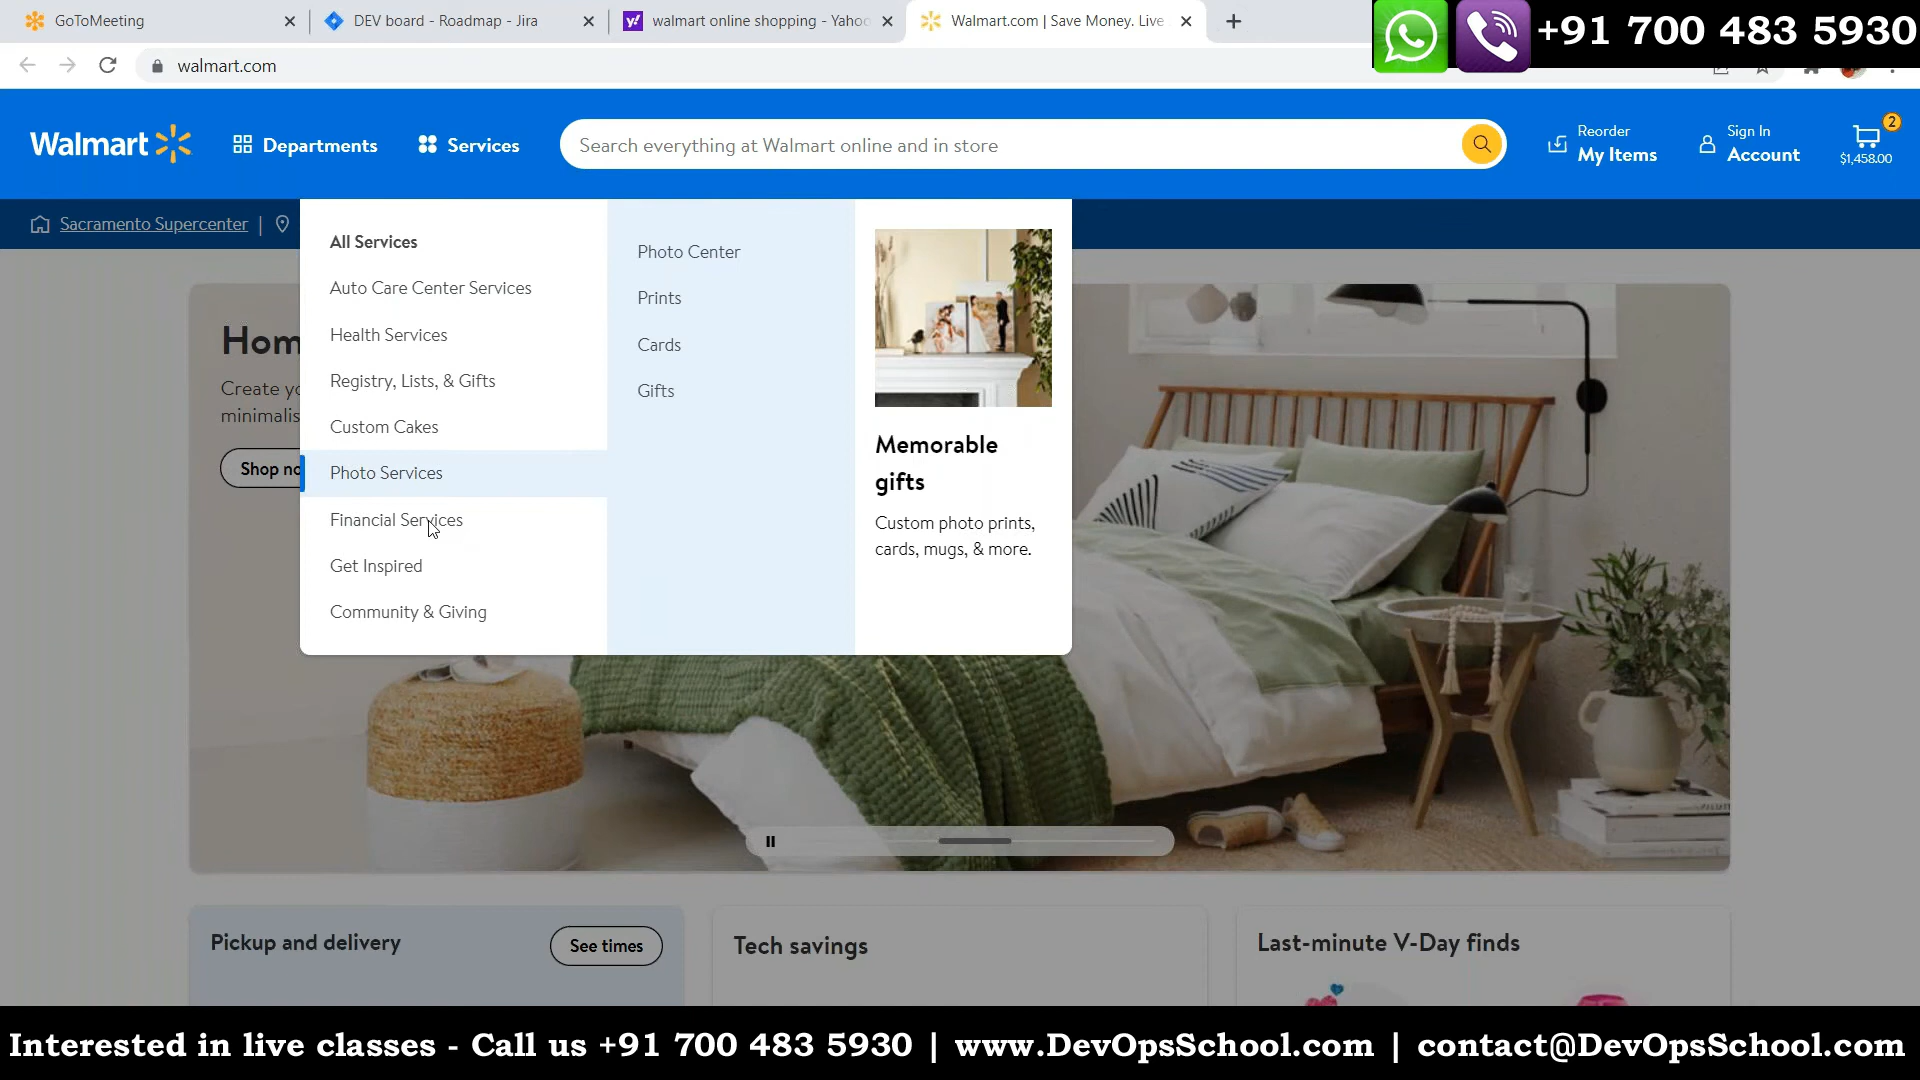 GoToMeeting
DEV board - Roadmap - Jira
walmart online shopping - Yahoo
Walmart.com | Save Money. Live
+91 700 483 5930
walmart.com
Walmart
Departments
Services
Search everything at Walmart online and in store
Reorder
My Items
Sign In
Account
2
$1,458.00
Sacramento Supercenter |
All Services
Auto Care Center Services
Health Services
Registry, Lists, & Gifts
Custom Cakes
Photo Services
Financial Services
Get Inspired
Community & Giving
Photo Center
Prints
Cards
Gifts
Memorable
gifts
Custom photo prints,
cards, mugs, & more.
Hom
Create yo
minimalis
Shop no
Pickup and delivery
See times
Tech savings
Last-minute V-Day finds
Interested in live classes - Call us +91 700 483 5930 | www.DevOpsSchool.com | contact@DevOpsSchool.com